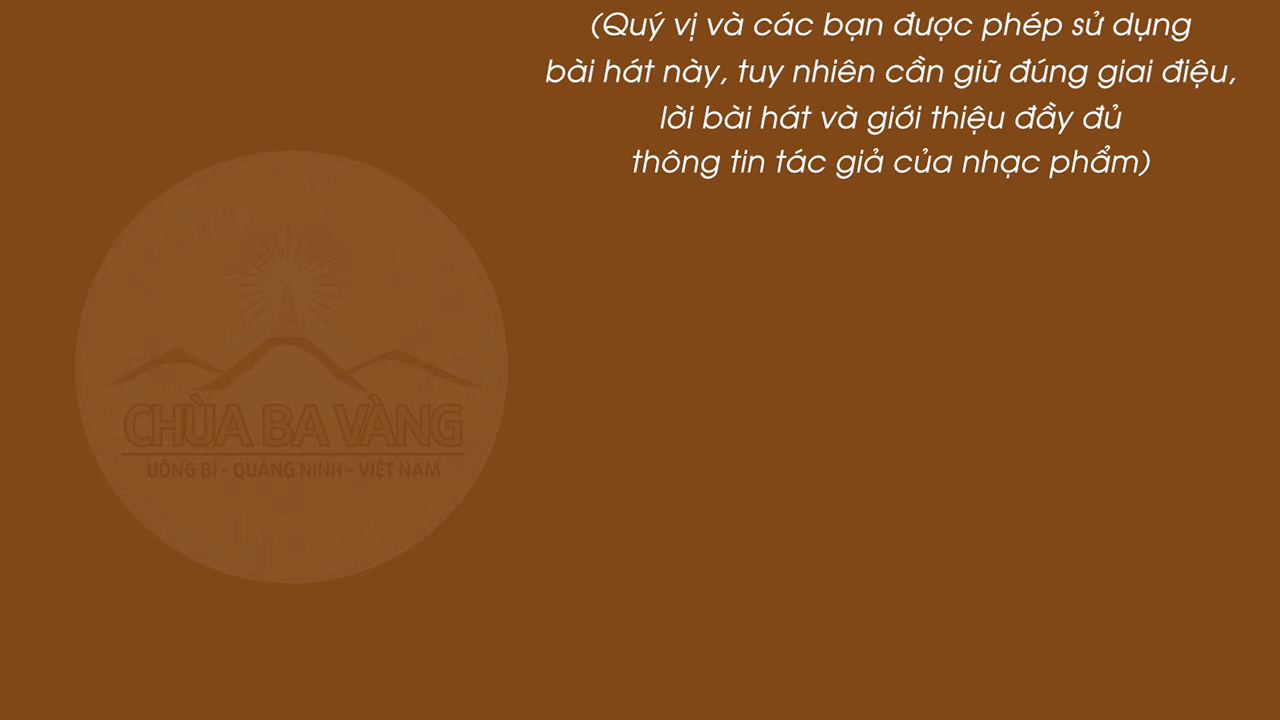 (Quý vị và các bạn được phép sử dụng
bài hát này, tuy nhiên cần giữ đúng giai điệu,
lời bài hát và giới thiệu đầy đủ
thông tin tác giả của nhạc phẩm)
CHÙA BA VÀNG
UÔNG BÍ - QUẢNG NINH - VIỆT NAM